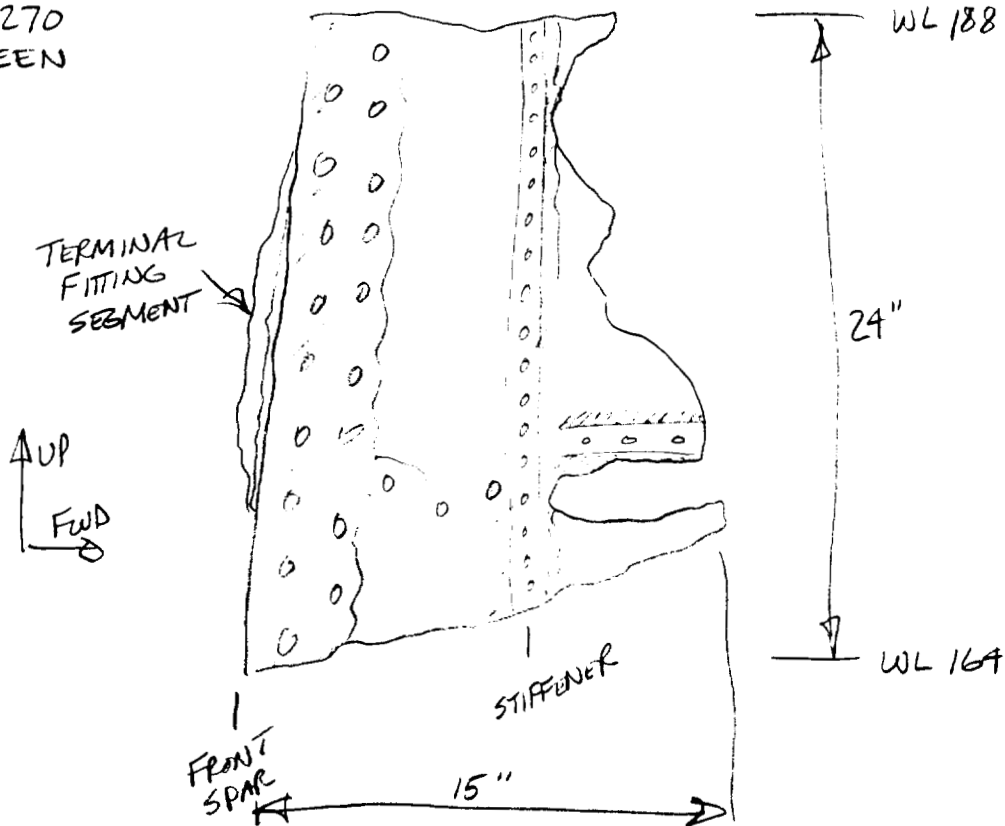 270
EEN
WL 188
TERMINAL
FITTING
SEGMENT
24"
UP
FWD
WL 164
STIFFENER
FRONT
SPAR
15"